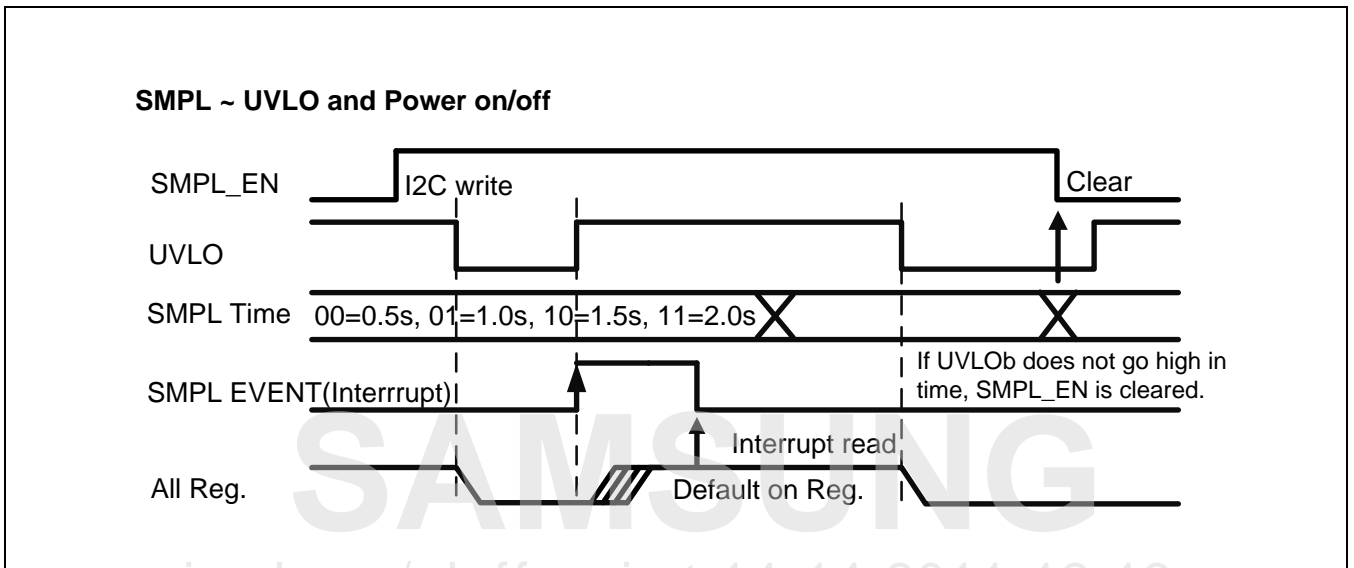 SMPL ~ UVLO and Power on/off
SMPL_EN
I2C write
Clear
UVLO
SMPL Time
00=0.5s, 01=1.0s, 10=1.5s, 11=2.0s
If UVLOb does not go high in
time, SMPL_EN is cleared.
SMPL EVENT(Interrrupt)
Interrupt read
All Reg.
Default on Reg.
SAMSUNG